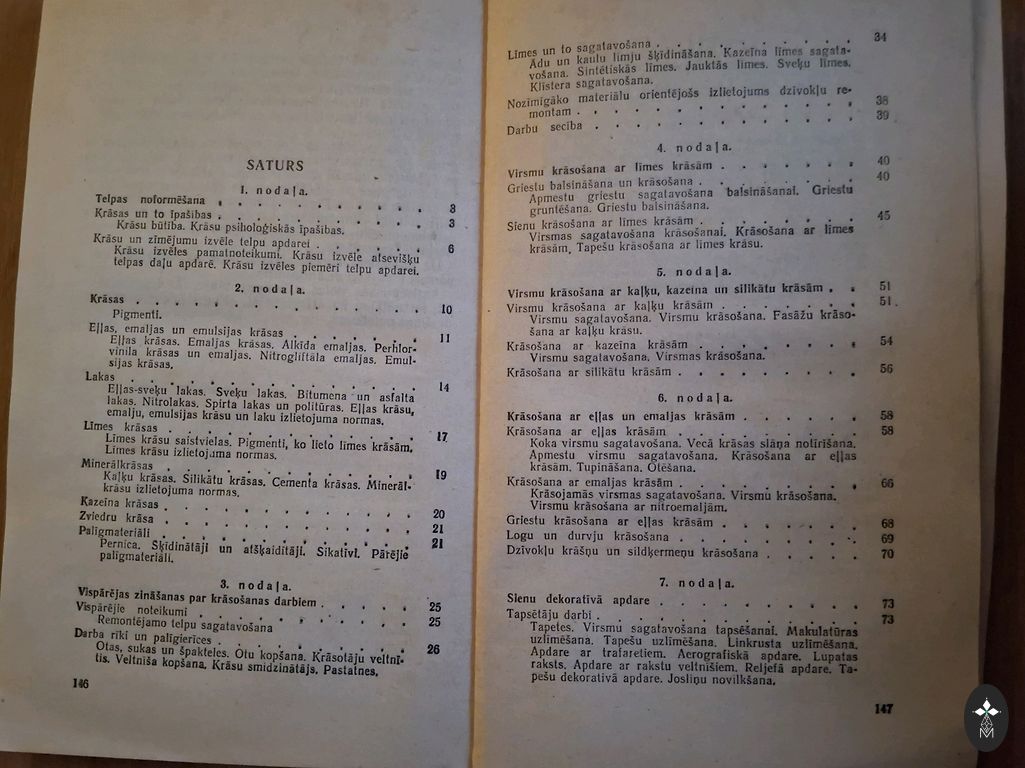 SATURS
1. nodaļa.
Telpas noformēšana . . . . . . . . . . 3
Krāsas un to īpašības . . . . . . . . . . 3
Krāsu būtība. Krāsu psiholoģiskās īpašības.
Krāsu un zīmējumu izvēle telpu apdarei . . . . . 6
Krāsu izvēles pamatnoteikumi. Krāsu izvēle atsevišķu
telpas daļu apdarē. Krāsu izvēles piemēri telpu apdarei.
2. nodaļa.
Krāsas . . . . . . . . . . . . 10
Pigmenti.
Eļļas, emaljas un emulsijas krāsas . . . . . . 11
Eļļas krāsas. Emaljas krāsas. Alkīda emaljas. Perhlor-
vinila krāsas un emaljas. Nitrogliftāla emaljas. Emul-
sijas krāsas.
Lakas . . . . . . . . . . . . 14
Eļļas-sveķu lakas. Sveķu lakas. Bitumena un asfalta
lakas. Nitrolakas. Spirta lakas un politūras. Eļļas krāsu,
emalju, emulsijas krāsu un laku izlietojuma normas.
Līmes krāsas . . . . . . . . . . . 17
Līmes krāsu saistvielas. Pigmenti, ko lieto līmes krāsām.
Līmes krāsu izlietojuma normas.
Minerālkrāsas . . . . . . . . . . . 19
Kaļķu krāsas. Silikātu krāsas. Cementa krāsas. Minerāl-
krāsu izlietojuma normas.
Kazeīna krāsas . . . . . . . . . . . 20
Zviedru krāsa . . . . . . . . . . . 21
Palīgmateriāli . . . . . . . . . . . 21
Pernica. Šķīdinātāji un atšķaidītāji. Sikatīvi. Pārējie
palīgmateriāli.
3. nodaļa.
Vispārējas zināšanas par krāsošanas darbiem . . . . . 25
Vispārējie noteikumi . . . . . . . . . . 25
Remontējamo telpu sagatavošana
Darba rīki un palīgierīces . . . . . . . . . 26
Otas, sukas un špakteles. Otu kopšana. Krāsotāju veltnī-
tis. Veltnīša kopšana. Krāsu smidzinātājs. Pastatnes.
146
Līmes un to sagatavošana . . . . . . . . . 34
Ādu un kaulu līmju šķīdināšana. Kazeīna līmes sagata-
vošana. Sintētiskās līmes. Jauktās līmes. Sveķu līmes.
Klīstera sagatavošana.
Nozīmīgāko materiālu orientējošs izlietojums dzīvokļu re-
montam . . . . . . . . . . . . 38
Darbu secība . . . . . . . . . . . 39
4. nodaļa.
Virsmu krāsošana ar līmes krāsām . . . . . . 40
Griestu balsināšana un krāsošana . . . . . . . 40
Apmestu griestu sagatavošana balsināšanai. Griestu
gruntēšana. Griestu balsināšana.
Sienu krāsošana ar līmes krāsām . . . . . . . 45
Virsmas sagatavošana krāsošanai. Krāsošana ar līmes
krāsām. Tapešu krāsošana ar līmes krāsu.
5. nodaļa.
Virsmu krāsošana ar kaļķu, kazeīna un silikātu krāsām . . 51
Virsmu krāsošana ar kaļķu krāsām . . . . . . 51
Virsmu sagatavošana. Virsmu krāsošana. Fasāžu krāso-
šana ar kaļķu krāsu.
Krāsošana ar kazeīna krāsām . . . . . . . . 54
Virsmu sagatavošana. Virsmas krāsošana.
Krāsošana ar silikātu krāsām . . . . . . . . 56
6. nodaļa.
Krāsošana ar eļļas un emaljas krāsām . . . . . . 58
Krāsošana ar eļļas krāsām . . . . . . . . 58
Koka virsmu sagatavošana. Vecā krāsas slāņa notīrīšana.
Apmestu virsmu sagatavošana. Krāsošana ar eļļas
krāsām. Tupināšana. Otēšana.
Krāsošana ar emaljas krāsām . . . . . . . . 66
Krāsojamās virsmas sagatavošana. Virsmu krāsošana.
Virsmu krāsošana ar nitroemaljām.
Griestu krāsošana ar eļļas krāsām . . . . . . . 68
Logu un durvju krāsošana . . . . . . . . 69
Dzīvokļu krāšņu un sildķermeņu krāsošana . . . . . 70
7. nodaļa.
Sienu dekoratīvā apdare . . . . . . . . . 73
Tapsētāju darbi . . . . . . . . . . . 73
Tapetes. Virsmu sagatavošana tapsēšanai. Makulatūras
uzlīmēšana. Tapešu uzlīmēšana. Linkrusta uzlīmēšana.
Apdare ar trafaretiem. Aerografiskā apdare. Lupatas
raksts. Apdare ar rakstu veltnīšiem. Reljefā apdare. Ta-
pešu dekoratīvā apdare. Josliņu novilkšana.
147
M